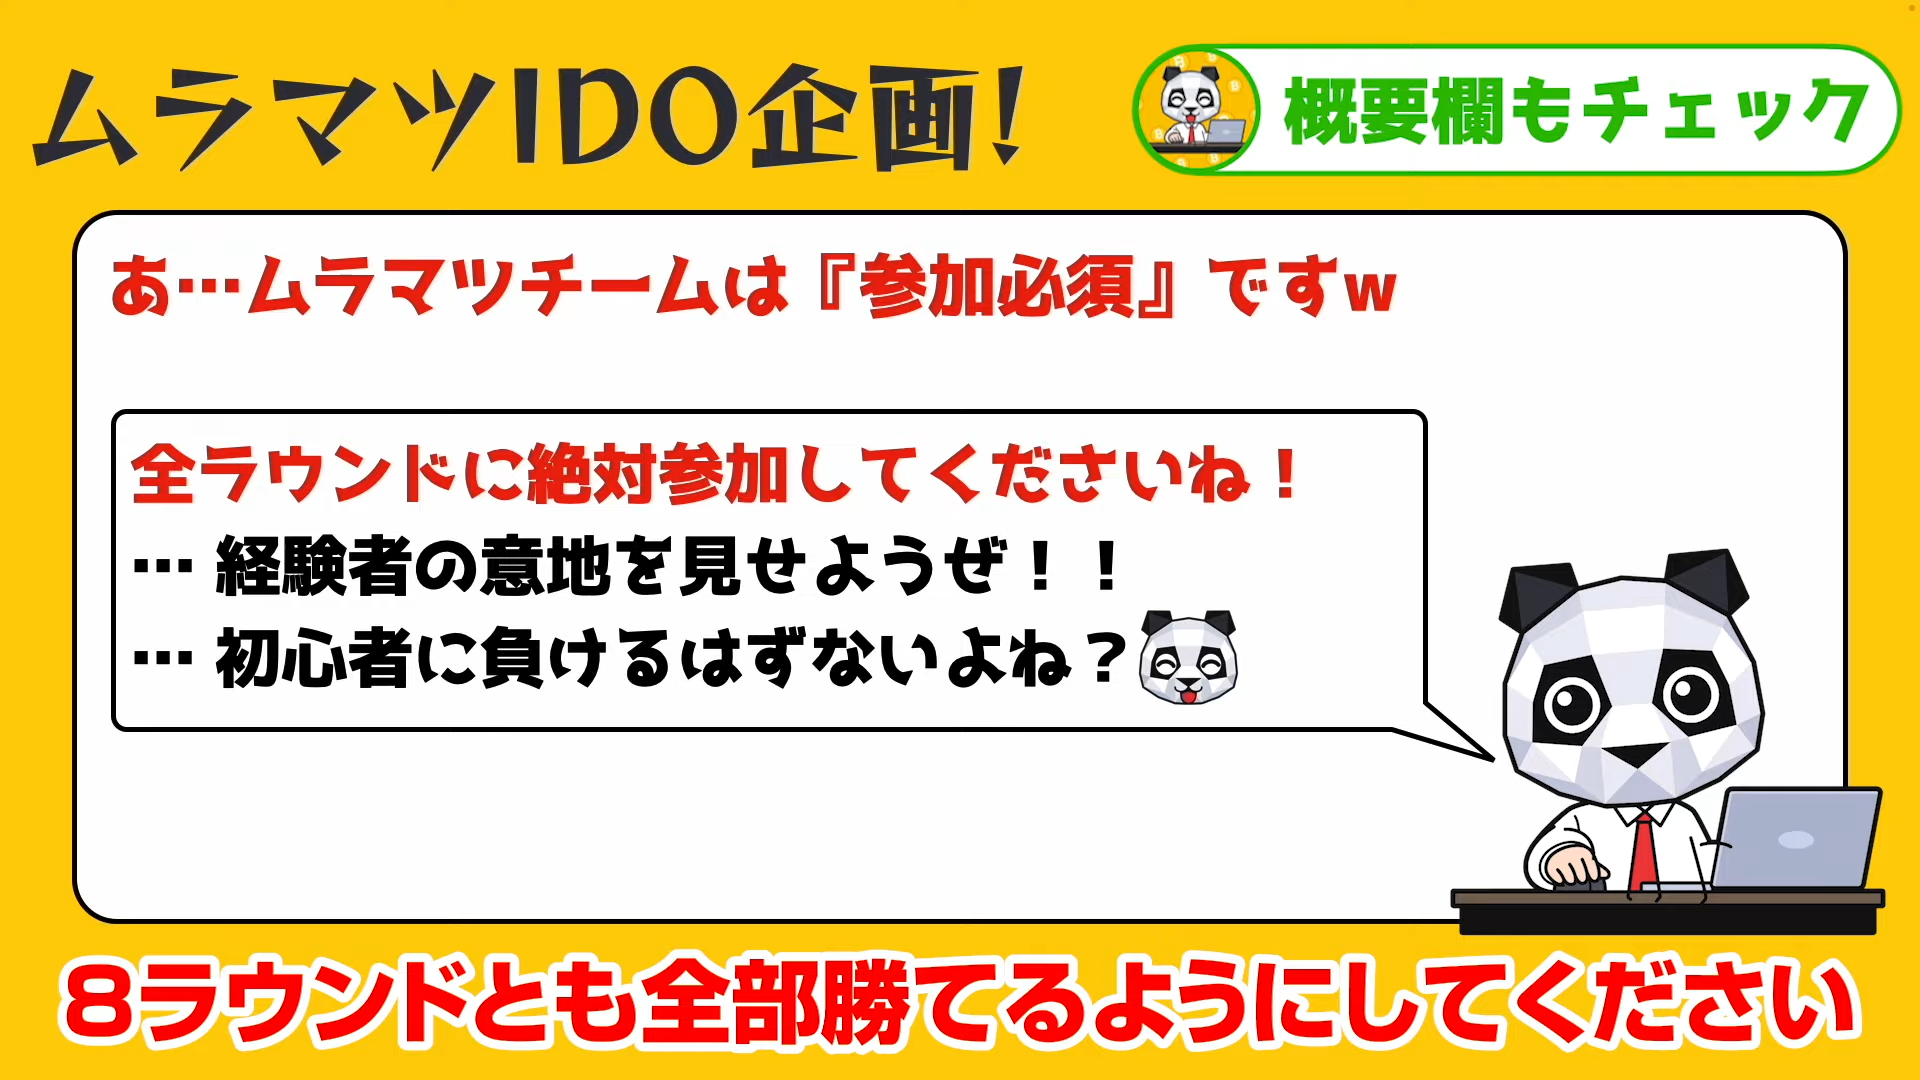 ムラマツIDO企画!
概要欄もチェック
あ…ムラマツチームは『参加必須』ですw
全ラウンドに絶対参加してくださいね！
… 経験者の意地を見せようぜ！！
… 初心者に負けるはずないよね？
8ラウンドとも全部勝てるようにしてください